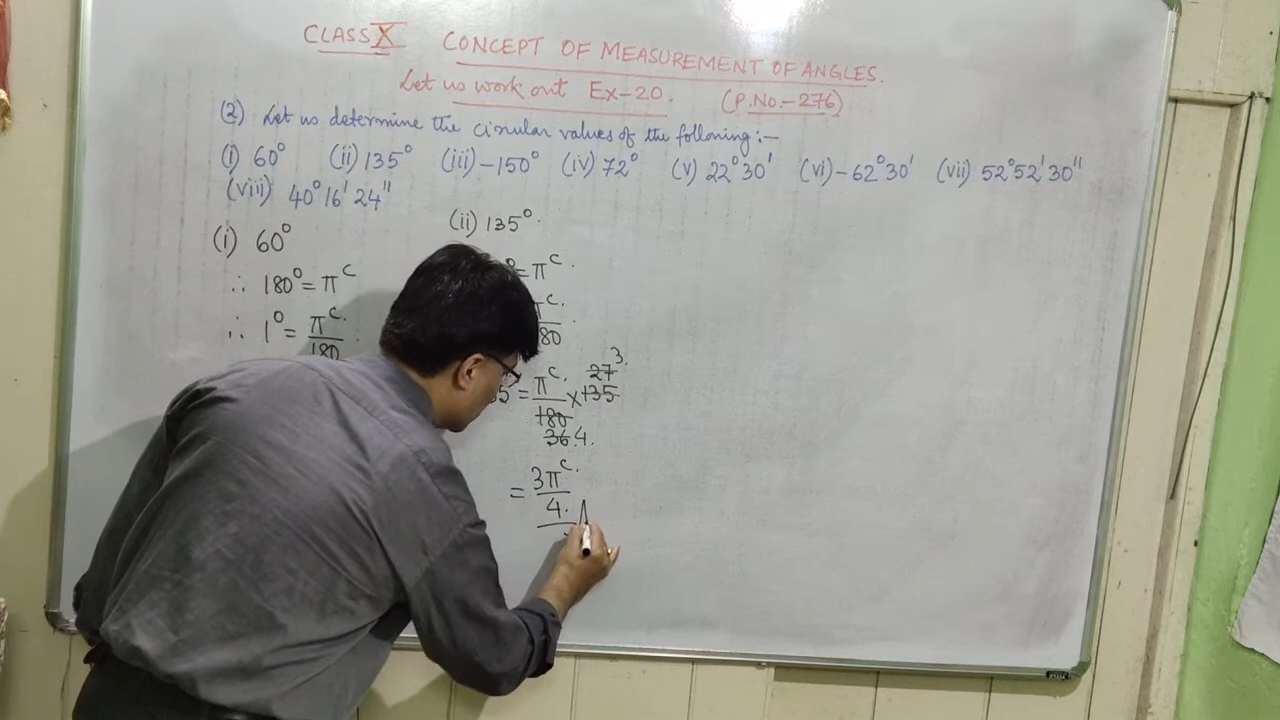 CLASS X CONCEPT OF MEASUREMENT OF ANGLES.
Let us work out Ex-20. (P.No.-276)
(2) Let us determine the cirular values of the following:-
(i) 60° (ii) 135° (iii) -150° (iv) 72° (v) 22°30' (vi) -62°30' (vii) 52°52'30"
(viii) 40°16'24"
(i) 60°
∴ 180° = π^c
∴ 1° = π^c./180
(ii) 135°.
° = π^c.
π^c./80.
5° = π^c./180 × 135
27 3.
36 4.
= 3π^c./4.